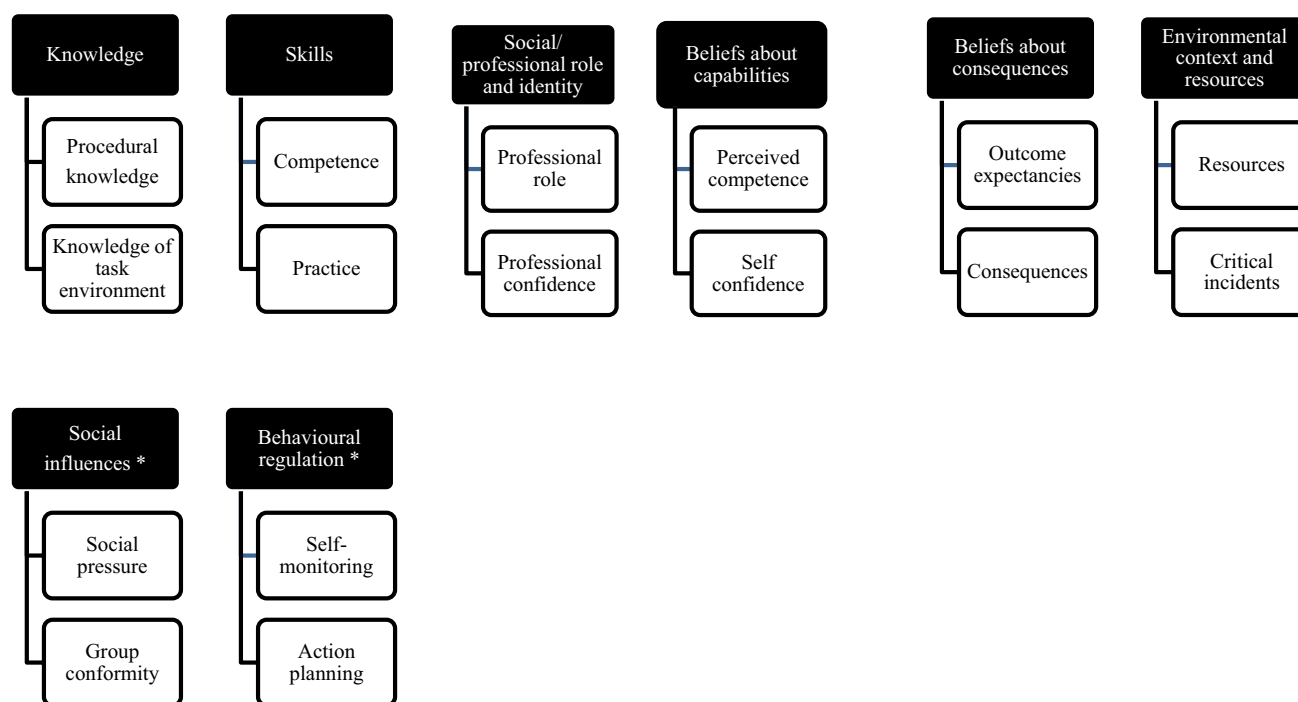 Knowledge
Procedural
knowledge
Knowledge of
task
environment
Skills
Competence
Practice
Social/
professional role
and identity
Professional
role
Professional
confidence
Beliefs about
capabilities
Perceived
competence
Self
confidence
Beliefs about
consequences
Outcome
expectancies
Consequences
Environmental
context and
resources
Resources
Critical
incidents
Social
influences *
Social
pressure
Group
conformity
Behavioural
regulation *
Self-
monitoring
Action
planning